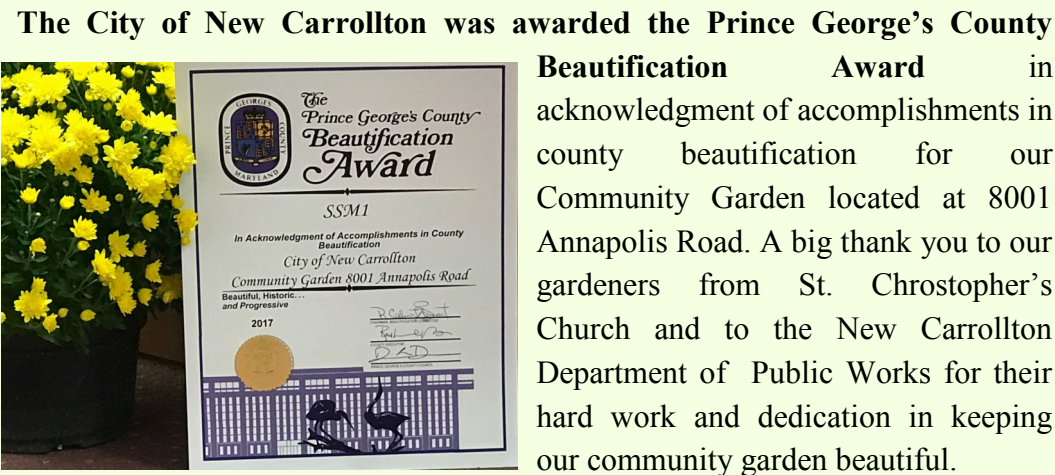 The City of New Carrollton was awarded the Prince George's County
Beautification Award in
acknowledgment of accomplishments in
county beautification for our
Community Garden located at 8001
Annapolis Road. A big thank you to our
gardeners from St. Chrostopher's
Church and to the New Carrollton
Department of Public Works for their
hard work and dedication in keeping
our community garden beautiful.
The
Prince George's County
Beautification
Award
GEORGES
PRINCE
COUNTY
MARYLAND
SSM1
In Acknowledgment of Accomplishments in County
Beautification
City of New Carrollton
Community Garden 8001 Annapolis Road
Beautiful, Historic...
and Progressive
2017